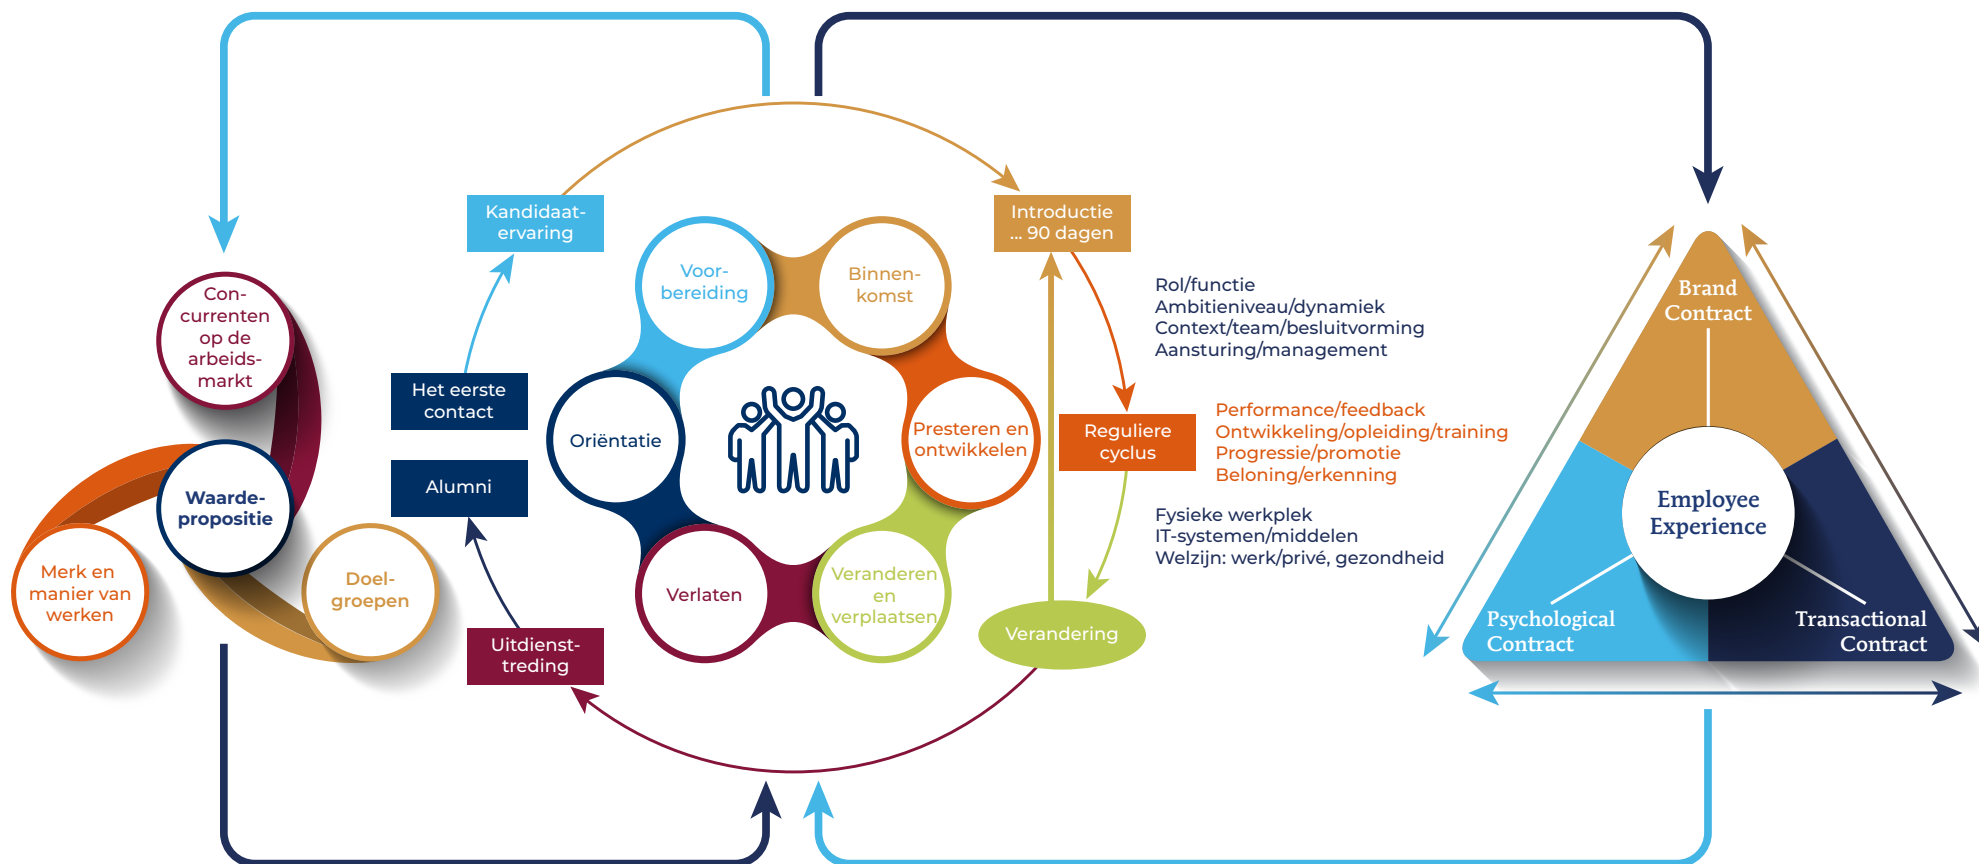 Con-
currenten
op de
arbeids-
markt
Waarde-
propositie
Merk en
manier van
werken
Doel-
groepen
Kandidaat-
ervaring
Het eerste
contact
Alumni
Uitdienst-
treding
Voor-
bereiding
Binnen-
komst
Oriëntatie
Presteren en
ontwikkelen
Verlaten
Veranderen
en
verplaatsen
Introductie
... 90 dagen
Reguliere
cyclus
Verandering
Rol/functie
Ambitieniveau/dynamiek
Context/team/besluitvorming
Aansturing/management
Performance/feedback
Ontwikkeling/opleiding/training
Progressie/promotie
Beloning/erkenning
Fysieke werkplek
IT-systemen/middelen
Welzijn: werk/privé, gezondheid
Brand
Contract
Employee
Experience
Psychological
Contract
Transactional
Contract